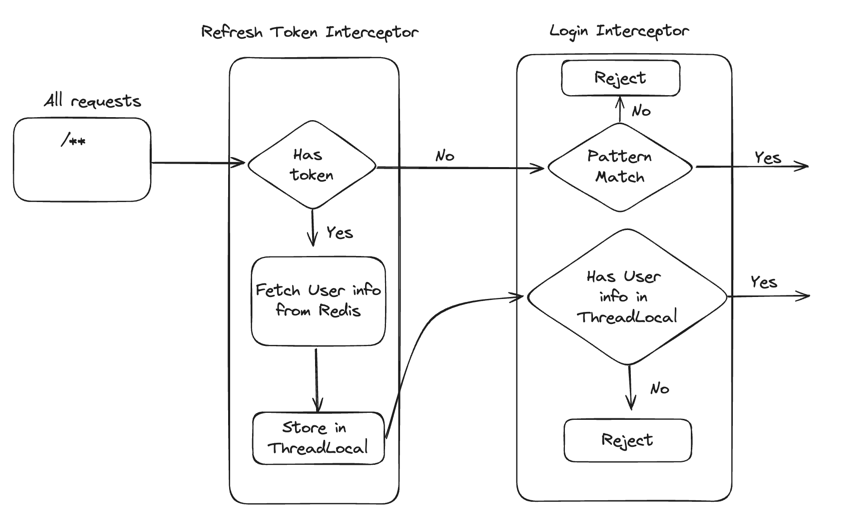 Refresh Token Interceptor
Login Interceptor
All requests
/**
Has
token
No
Yes
Fetch User info
from Redis
Store in
ThreadLocal
Reject
No
Pattern
Match
Yes
Has User
info in
ThreadLocal
Yes
No
Reject